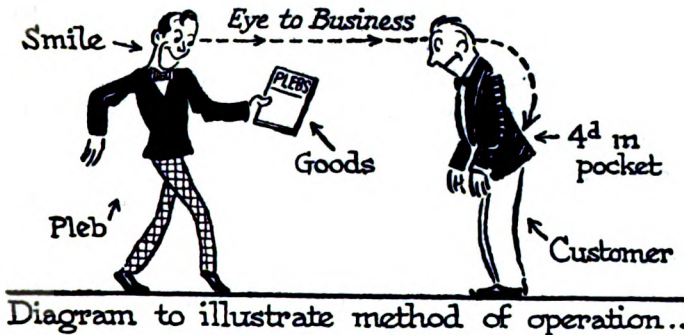 Smile
Eye to Business
PLEBS
Goods
4d in
pocket
Pleb
Customer
Diagram to illustrate method of operation..